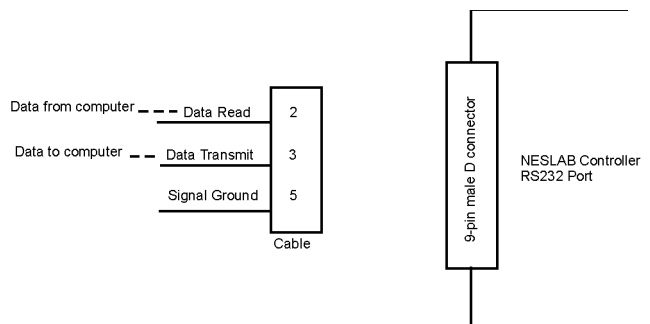 Data from computer
Data Read
2
Data to computer
Data Transmit
3
Signal Ground
5
Cable
9-pin male D connector
NESLAB Controller
RS232 Port